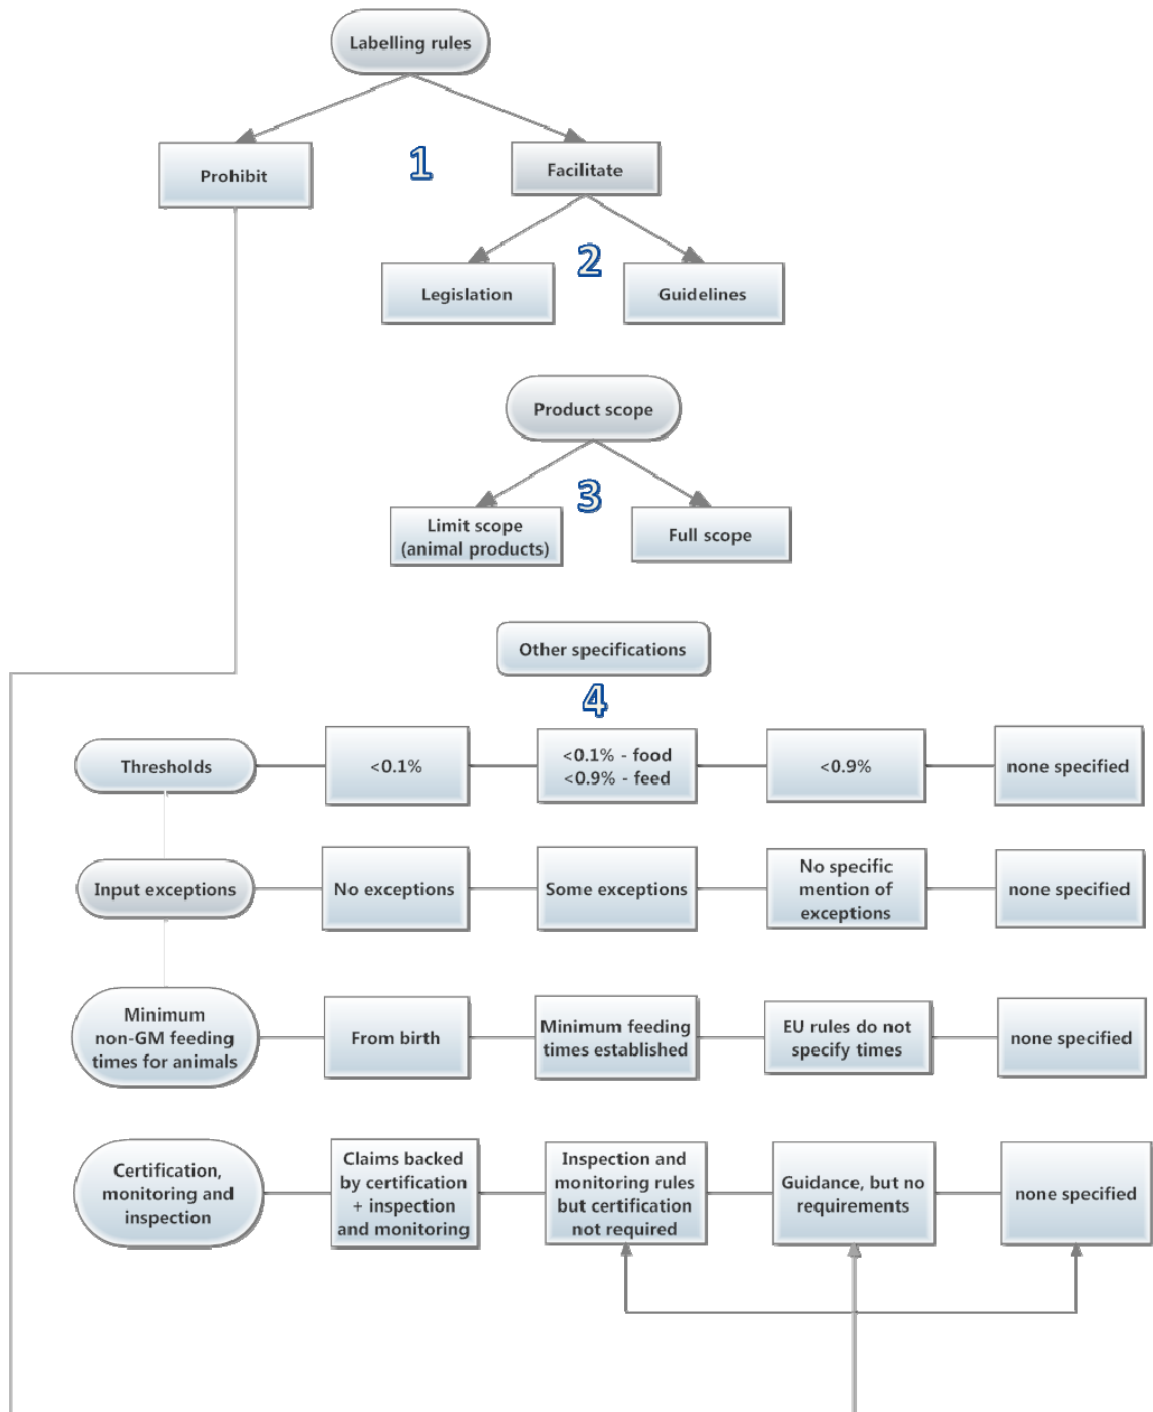 Labelling rules
Prohibit
1
Facilitate
2
Legislation
Guidelines
Product scope
3
Limit scope
(animal products)
Full scope
Other specifications
4
Thresholds
<0.1%
<0.1% - food
<0.9% - feed
<0.9%
none specified
Input exceptions
No exceptions
Some exceptions
No specific
mention of
exceptions
none specified
Minimum
non-GM feeding
times for animals
From birth
Minimum feeding
times established
EU rules do not
specify times
none specified
Certification,
monitoring and
inspection
Claims backed
by certification
+ inspection
and monitoring
Inspection and
monitoring rules
but certification
not required
Guidance, but no
requirements
none specified